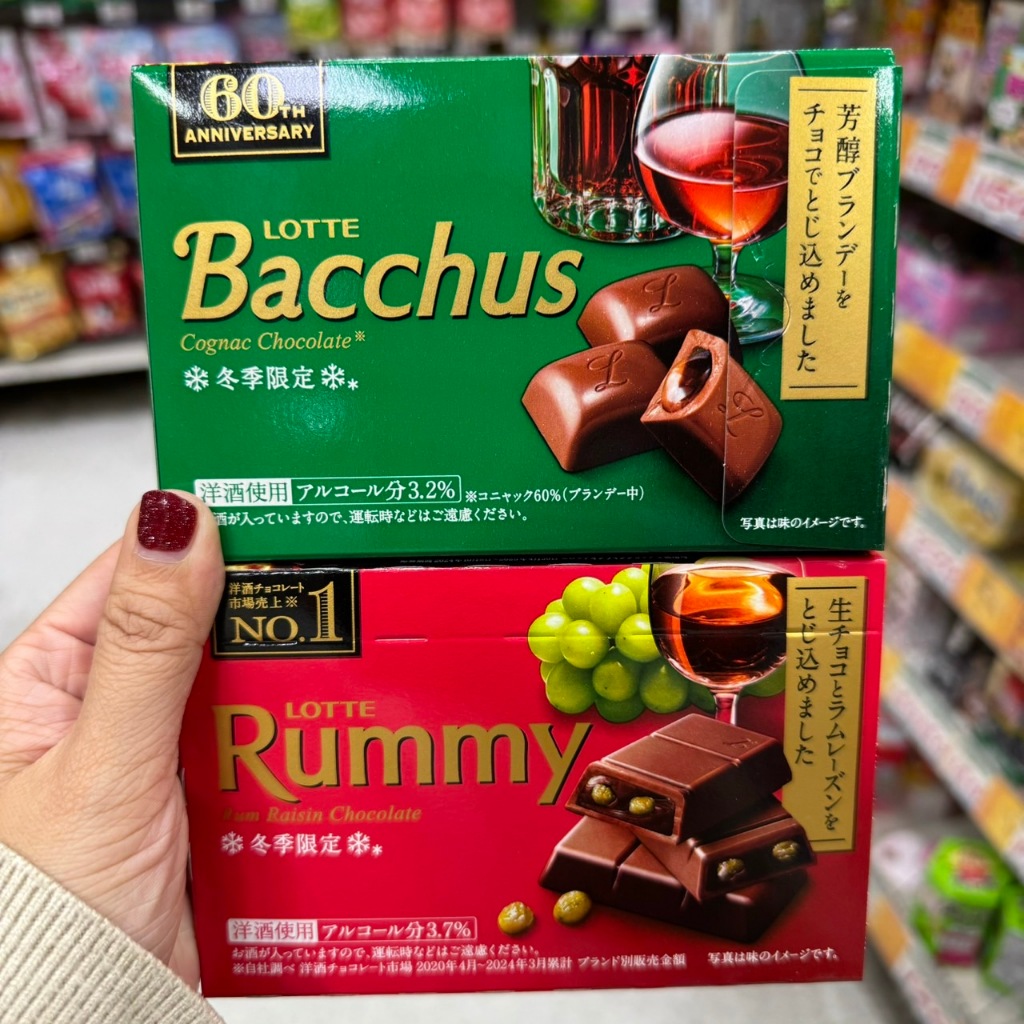 60TH
ANNIVERSARY
LOTTE
Bacchus
Cognac Chocolate※
冬季限定
芳醇ブランデーを
チョコでとじ込めました
洋酒使用 アルコール分3.2% ※コニャック60%(ブランデー中)
酒が入っていますので、運転時などはご遠慮ください。
写真は味のイメージです。
洋酒チョコレート
市場売上※
NO.1
LOTTE
Rummy
Rum Raisin Chocolate
冬季限定
生チョコとラムレーズンを
とじ込めました
洋酒使用 アルコール分3.7%
お酒が入っていますので、運転時などはご遠慮ください。
※自社調べ 洋酒チョコレート市場 2020年4月~2024年3月累計 ブランド別販売金額
写真は味のイメージです。